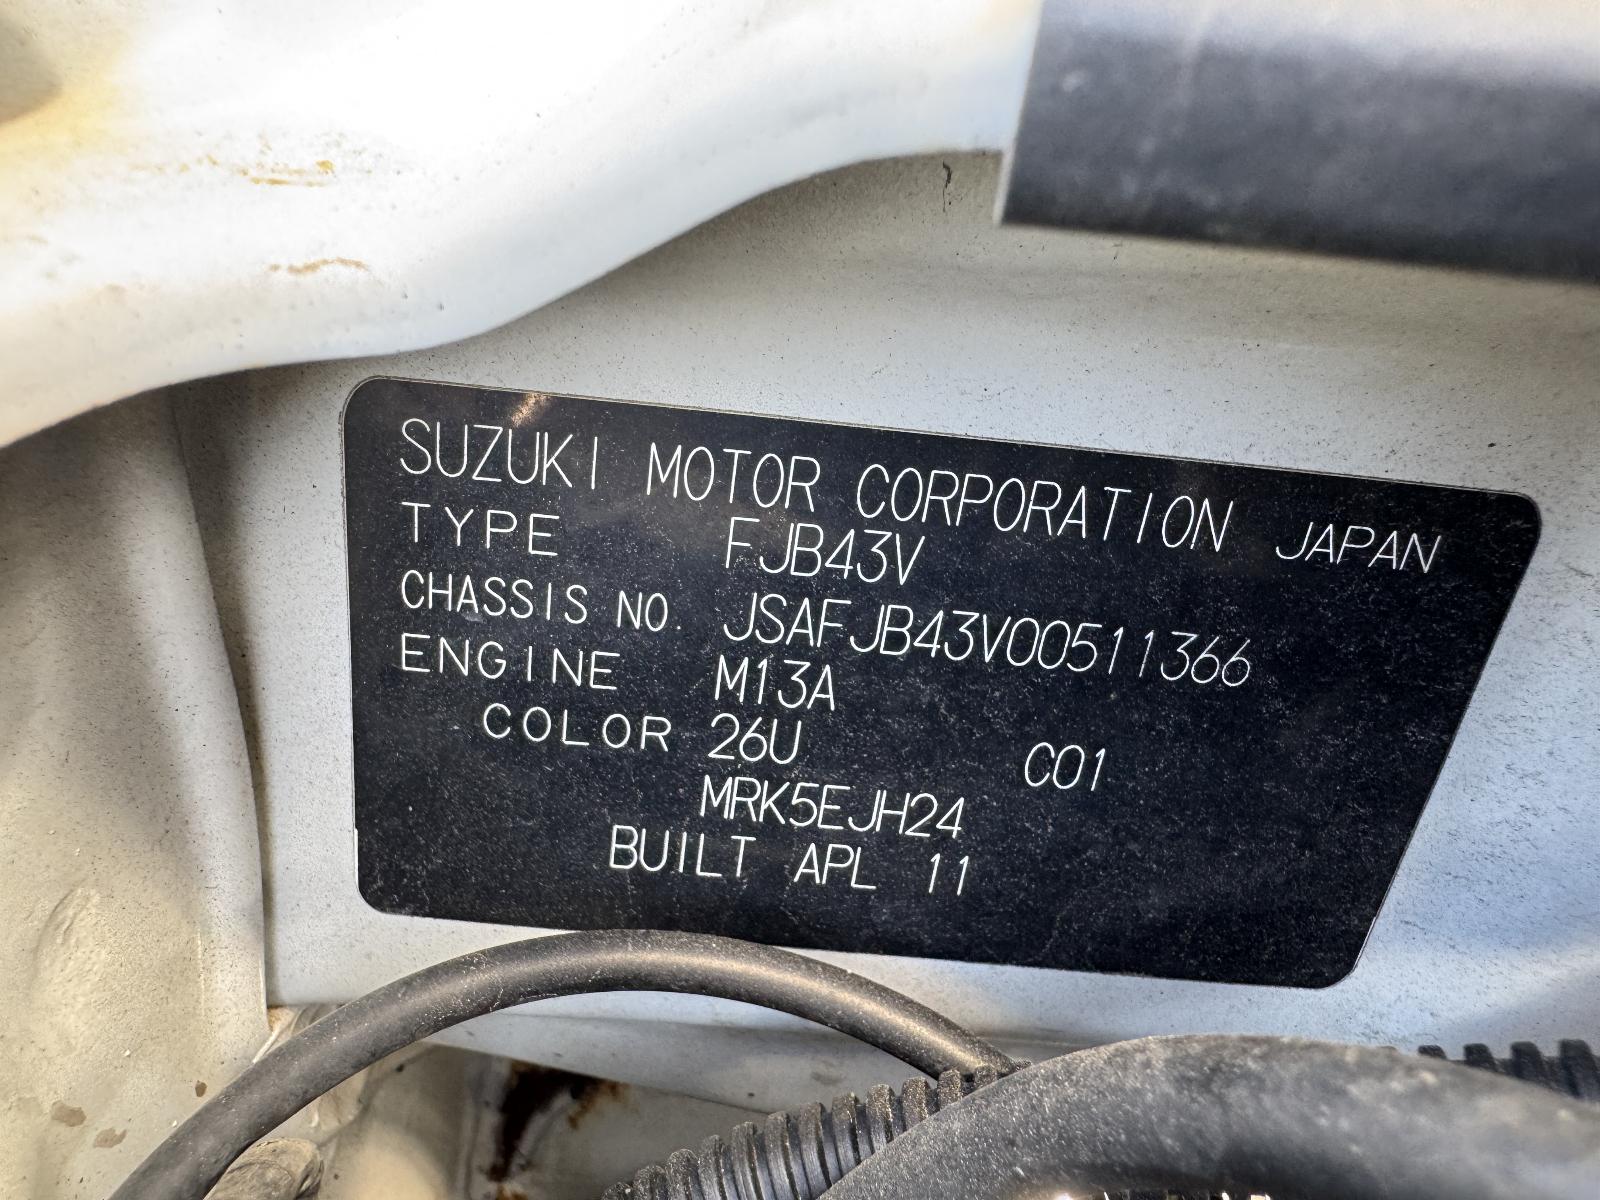 SUZUKI MOTOR CORPORATION JAPAN
TYPE FJB43V
CHASSIS NO. JSAFJB43V00511366
ENGINE M13A
COLOR 26U C01
MRK5EJH24
BUILT APL 11